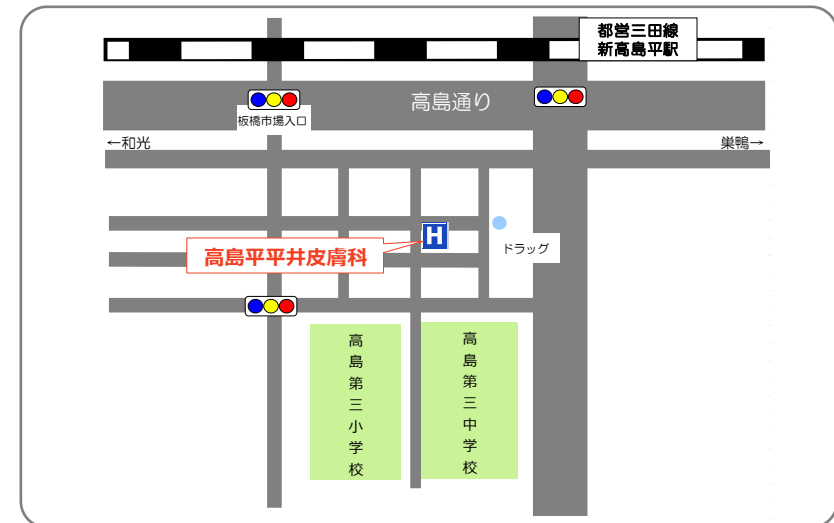 都営三田線
新高島平駅
高島通り
板橋市場入口
←和光
巣鴨→
H
高島平平井皮膚科
ドラッグ
高島第三小学校
高島第三中学校